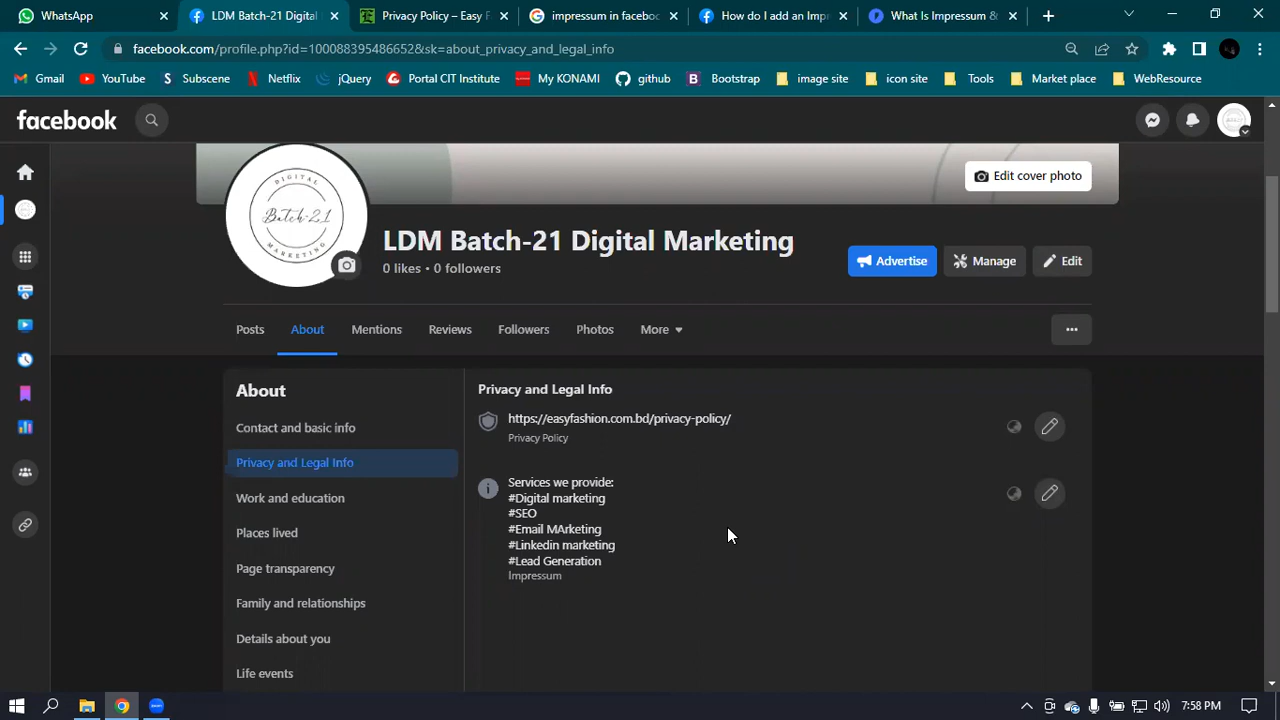 WhatsApp
LDM Batch-21 Digital
Privacy Policy – Easy F
impressum in faceboo
How do I add an Impr
What Is Impressum &
facebook.com/profile.php?id=100088395486652&sk=about_privacy_and_legal_info
Gmail
YouTube
Subscene
Netflix
jQuery
Portal CIT Institute
My KONAMI
github
Bootstrap
image site
icon site
Tools
Market place
WebResource
facebook
Edit cover photo
DIGITAL
Batch-21
MARKETING
LDM Batch-21 Digital Marketing
0 likes • 0 followers
Advertise
Manage
Edit
Posts
About
Mentions
Reviews
Followers
Photos
More
About
Contact and basic info
Privacy and Legal Info
Work and education
Places lived
Page transparency
Family and relationships
Details about you
Life events
Privacy and Legal Info
https://easyfashion.com.bd/privacy-policy/
Privacy Policy
Services we provide:
#Digital marketing
#SEO
#Email MArketing
#Linkedin marketing
#Lead Generation
Impressum
7:58 PM